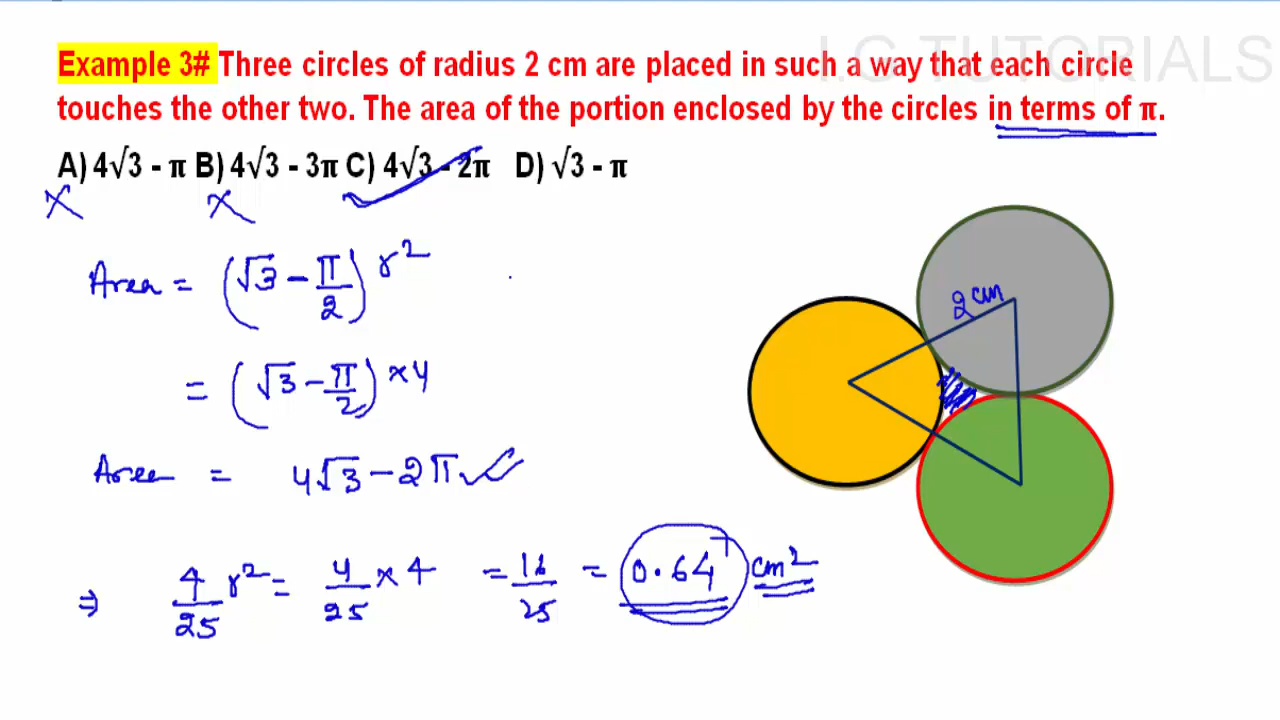 I.G TUTORIALS
Example 3# Three circles of radius 2 cm are placed in such a way that each circle
touches the other two. The area of the portion enclosed by the circles in terms of π.
A) 4√3 - π B) 4√3 - 3π C) 4√3 - 2π D) √3 - π
Area = (√3 - π/2) r²
= (√3 - π/2) × 4
Area = 4√3 - 2π
⇒ 4/25 r² = 4/25 × 4 = 16/25 = 0.64⁺ cm²
2 cm